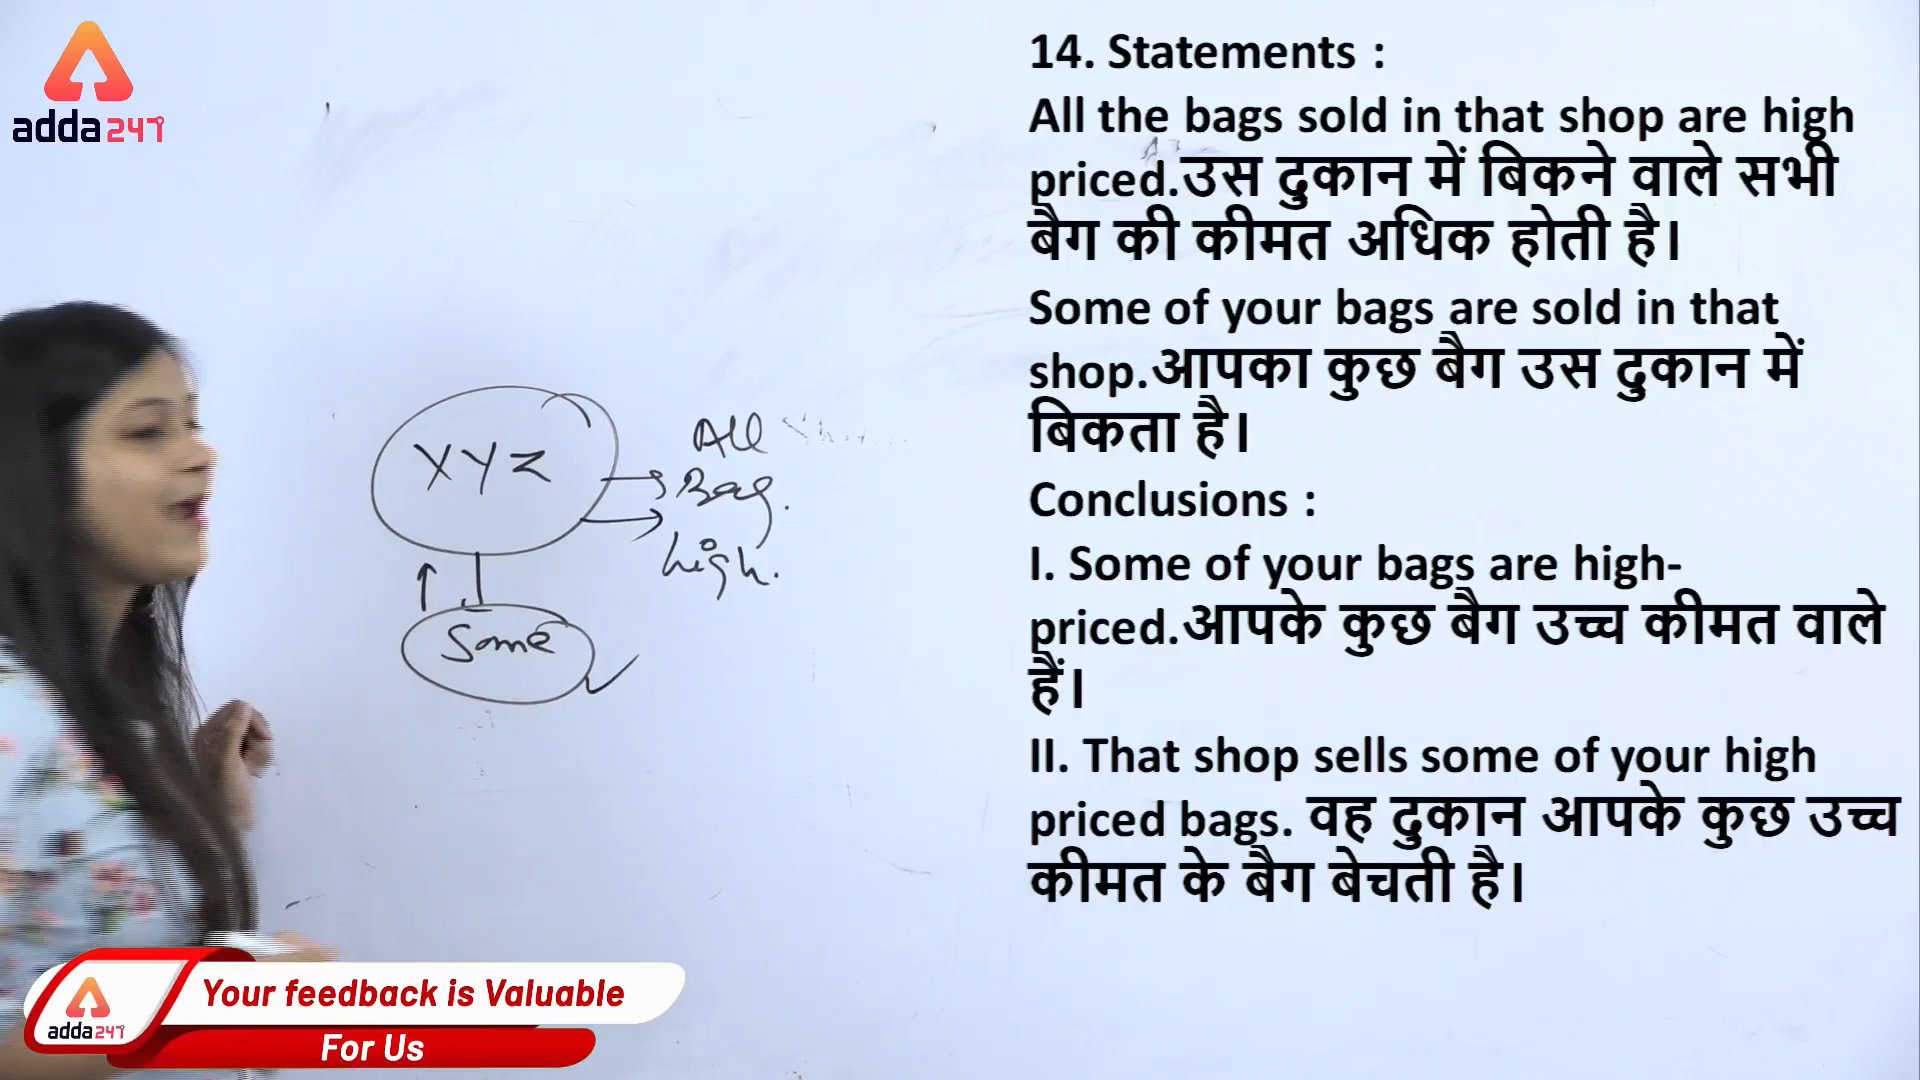 adda247
14. Statements :
All the bags sold in that shop are high
priced.उस दुकान में बिकने वाले सभी
बैग की कीमत अधिक होती है।
Some of your bags are sold in that
shop.आपका कुछ बैग उस दुकान में
बिकता है।
Conclusions :
I. Some of your bags are high-
priced.आपके कुछ बैग उच्च कीमत वाले
हैं।
II. That shop sells some of your high
priced bags. वह दुकान आपके कुछ उच्च
कीमत के बैग बेचती है।
XYZ
All
Bag.
high.
Some
adda247
Your feedback is Valuable
For Us